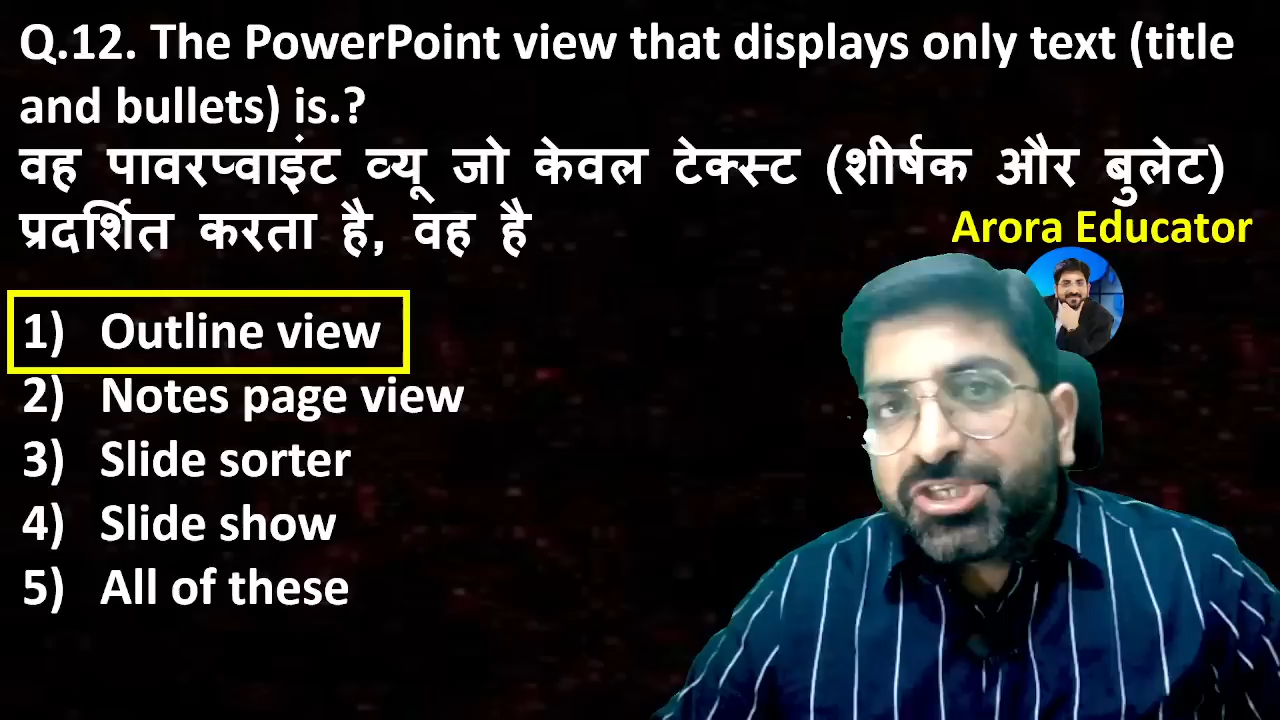 Q.12. The PowerPoint view that displays only text (title
and bullets) is.?
वह पावरप्वाइंट व्यू जो केवल टेक्स्ट (शीर्षक और बुलेट)
प्रदर्शित करता है, वह है
Arora Educator
1) Outline view
2) Notes page view
3) Slide sorter
4) Slide show
5) All of these